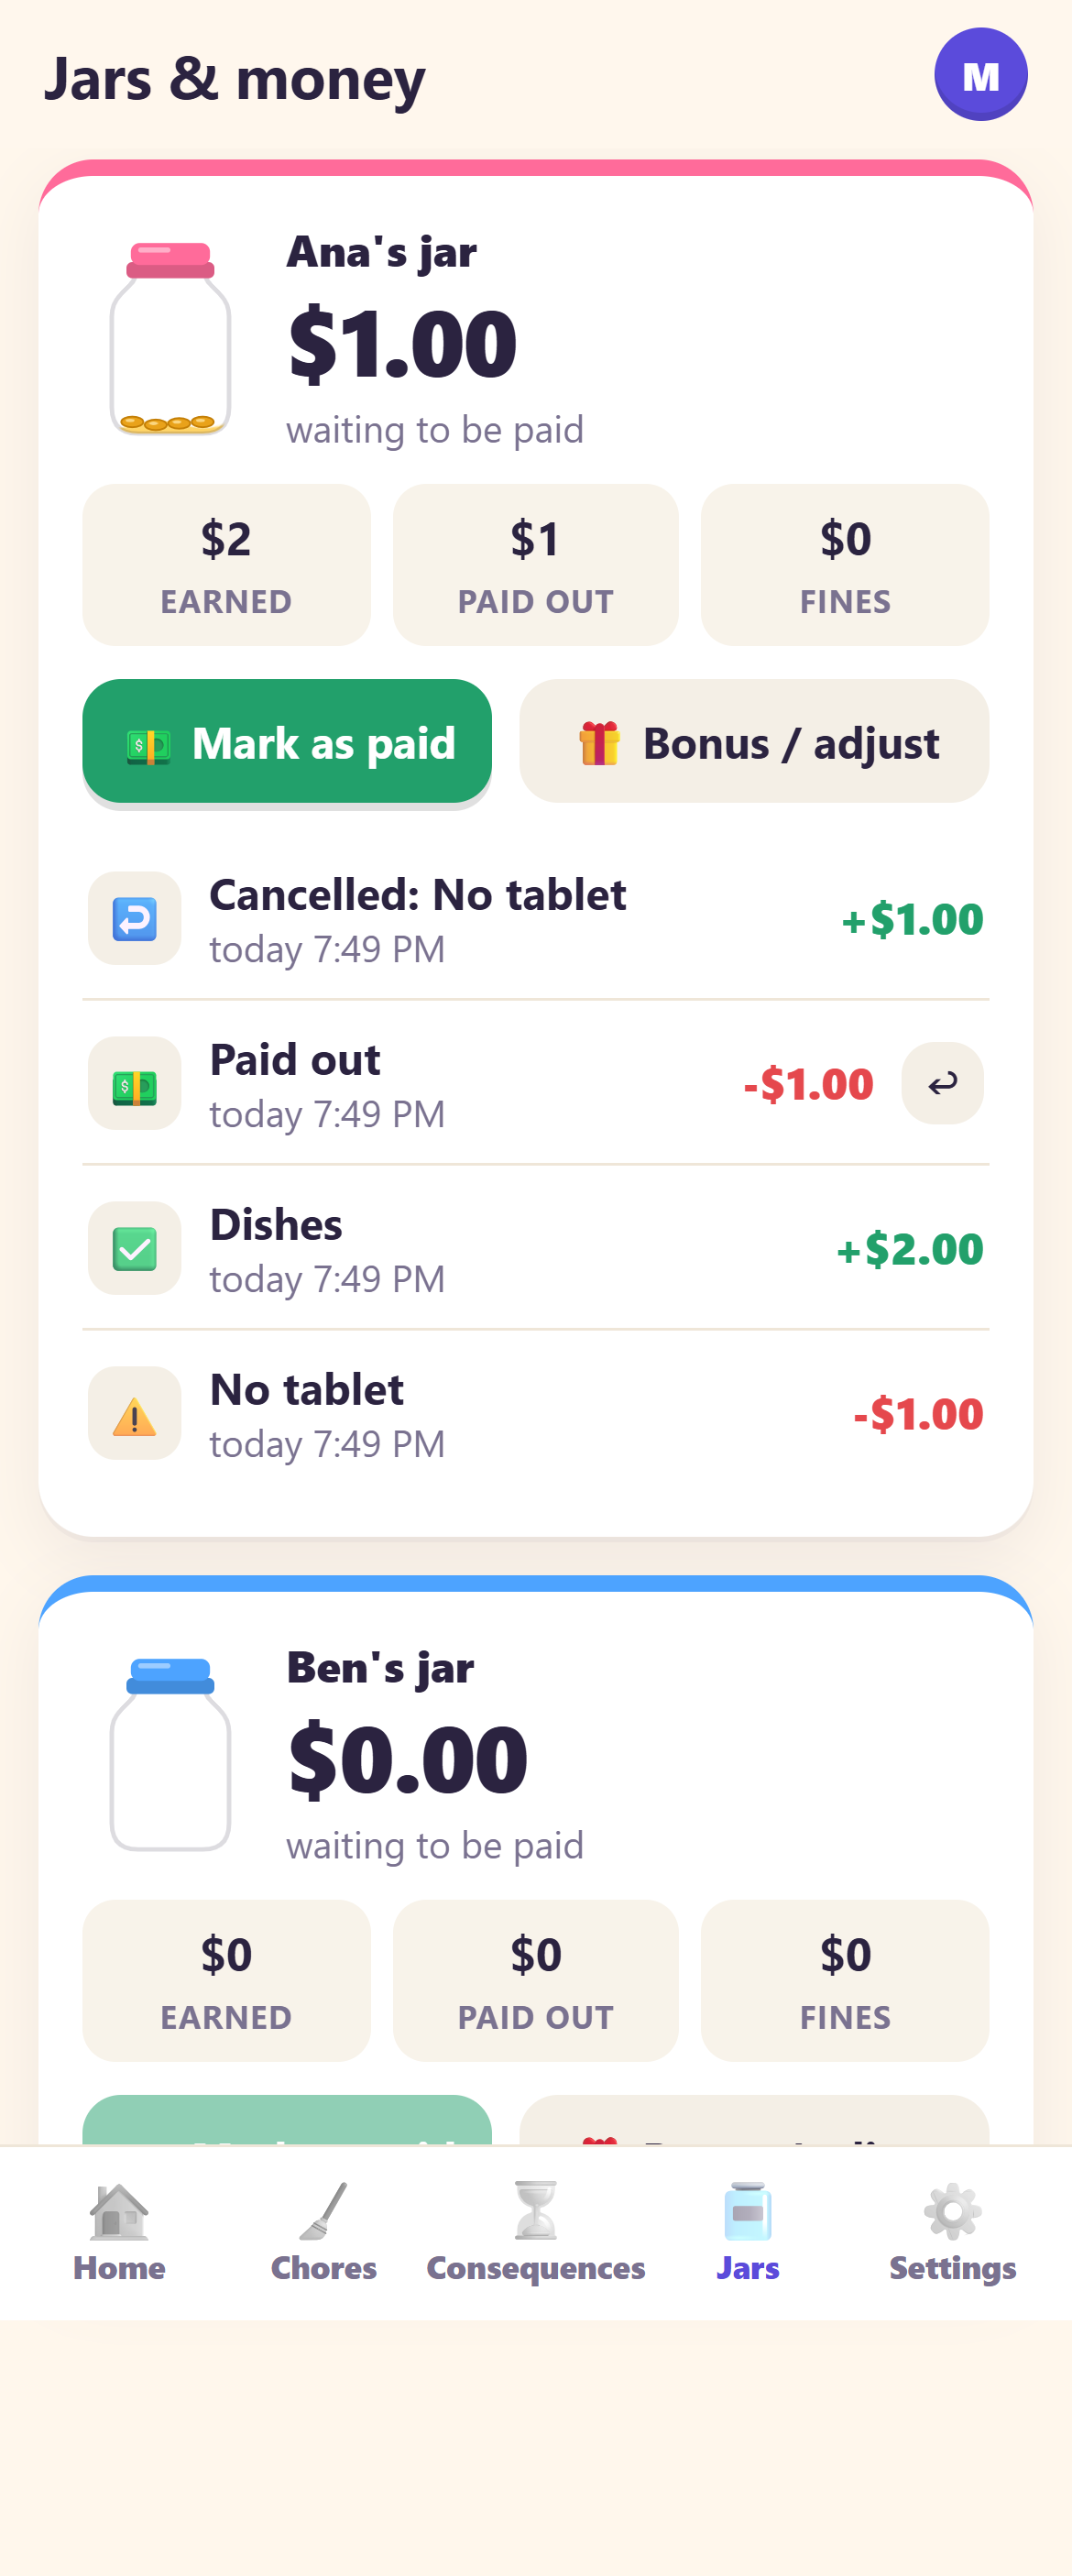 Jars & money
M
Ana's jar
$1.00
waiting to be paid
$2
EARNED
$1
PAID OUT
$0
FINES
Mark as paid
Bonus / adjust
Cancelled: No tablet
today 7:49 PM
+$1.00
Paid out
today 7:49 PM
-$1.00
Dishes
today 7:49 PM
+$2.00
No tablet
today 7:49 PM
-$1.00
Ben's jar
$0.00
waiting to be paid
$0
EARNED
$0
PAID OUT
$0
FINES
Home
Chores
Consequences
Jars
Settings